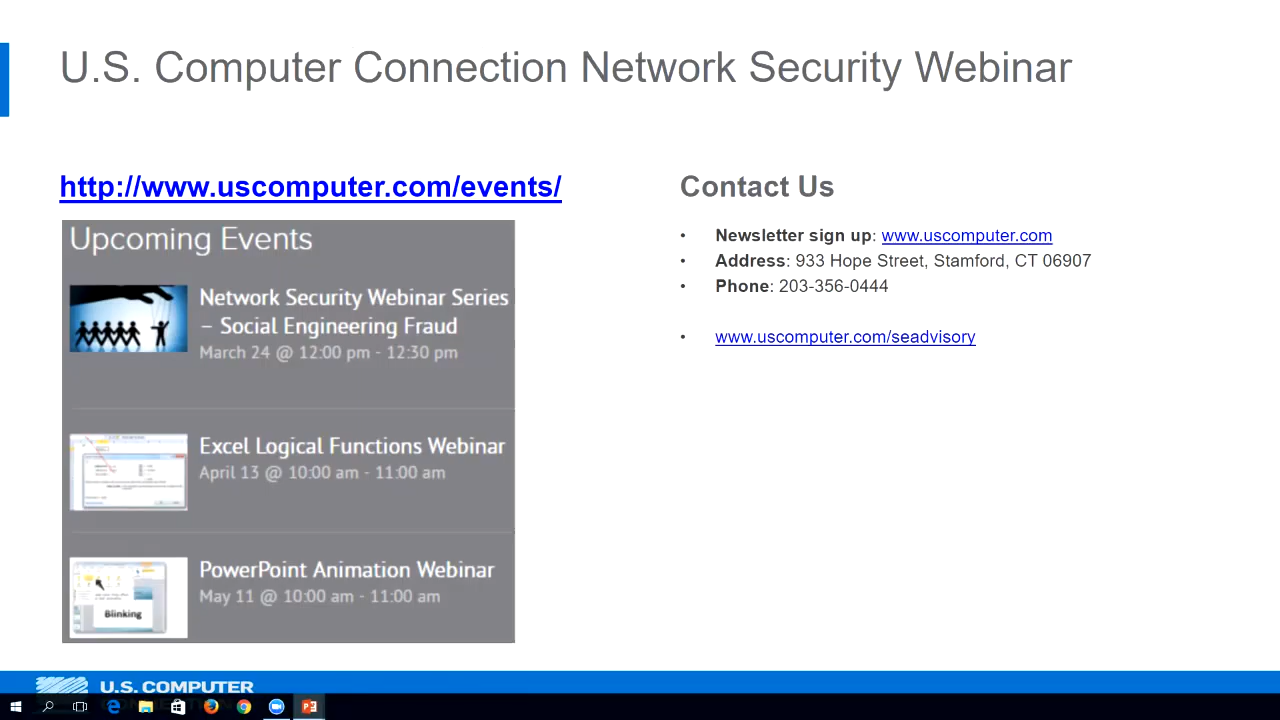 U.S. Computer Connection Network Security Webinar
http://www.uscomputer.com/events/
Upcoming Events
Network Security Webinar Series
– Social Engineering Fraud
March 24 @ 12:00 pm - 12:30 pm
Excel Logical Functions Webinar
April 13 @ 10:00 am - 11:00 am
PowerPoint Animation Webinar
May 11 @ 10:00 am - 11:00 am
Blinking
Contact Us
• Newsletter sign up: www.uscomputer.com
• Address: 933 Hope Street, Stamford, CT 06907
• Phone: 203-356-0444
• www.uscomputer.com/seadvisory
U.S. COMPUTER